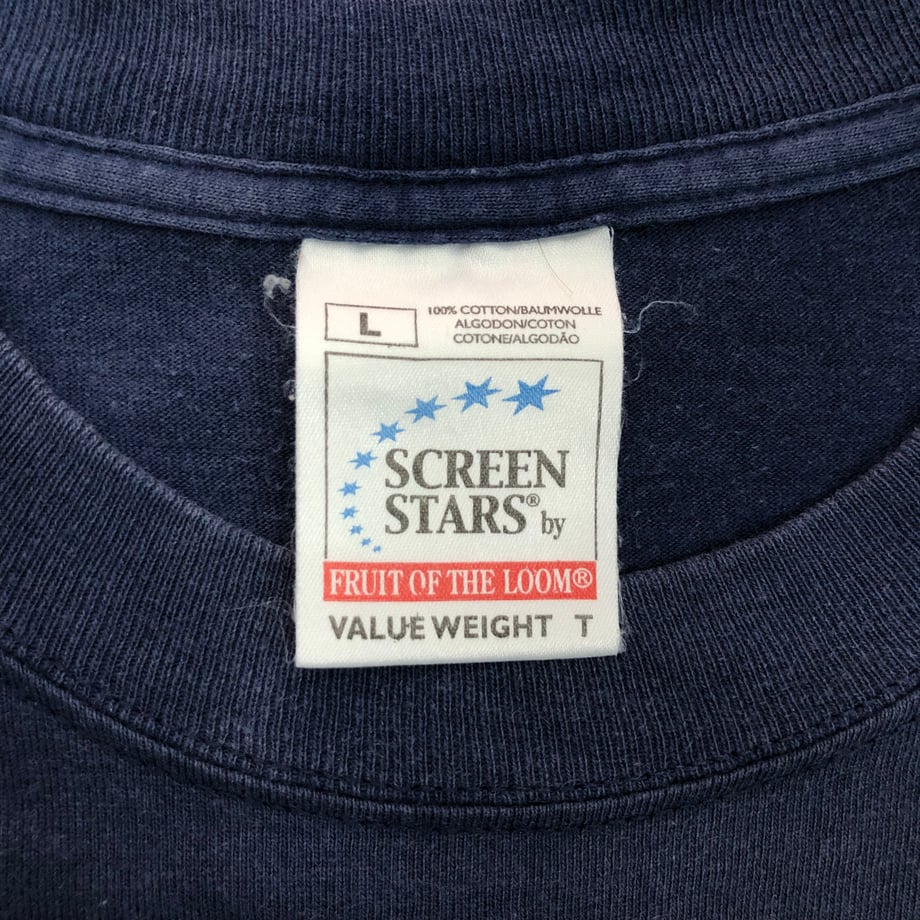 L
100% COTTON/BAUMWOLLE
ALGODON/COTON
COTONE/ALGODÃO
SCREEN
STARS® by
FRUIT OF THE LOOM®
VALUE WEIGHT T